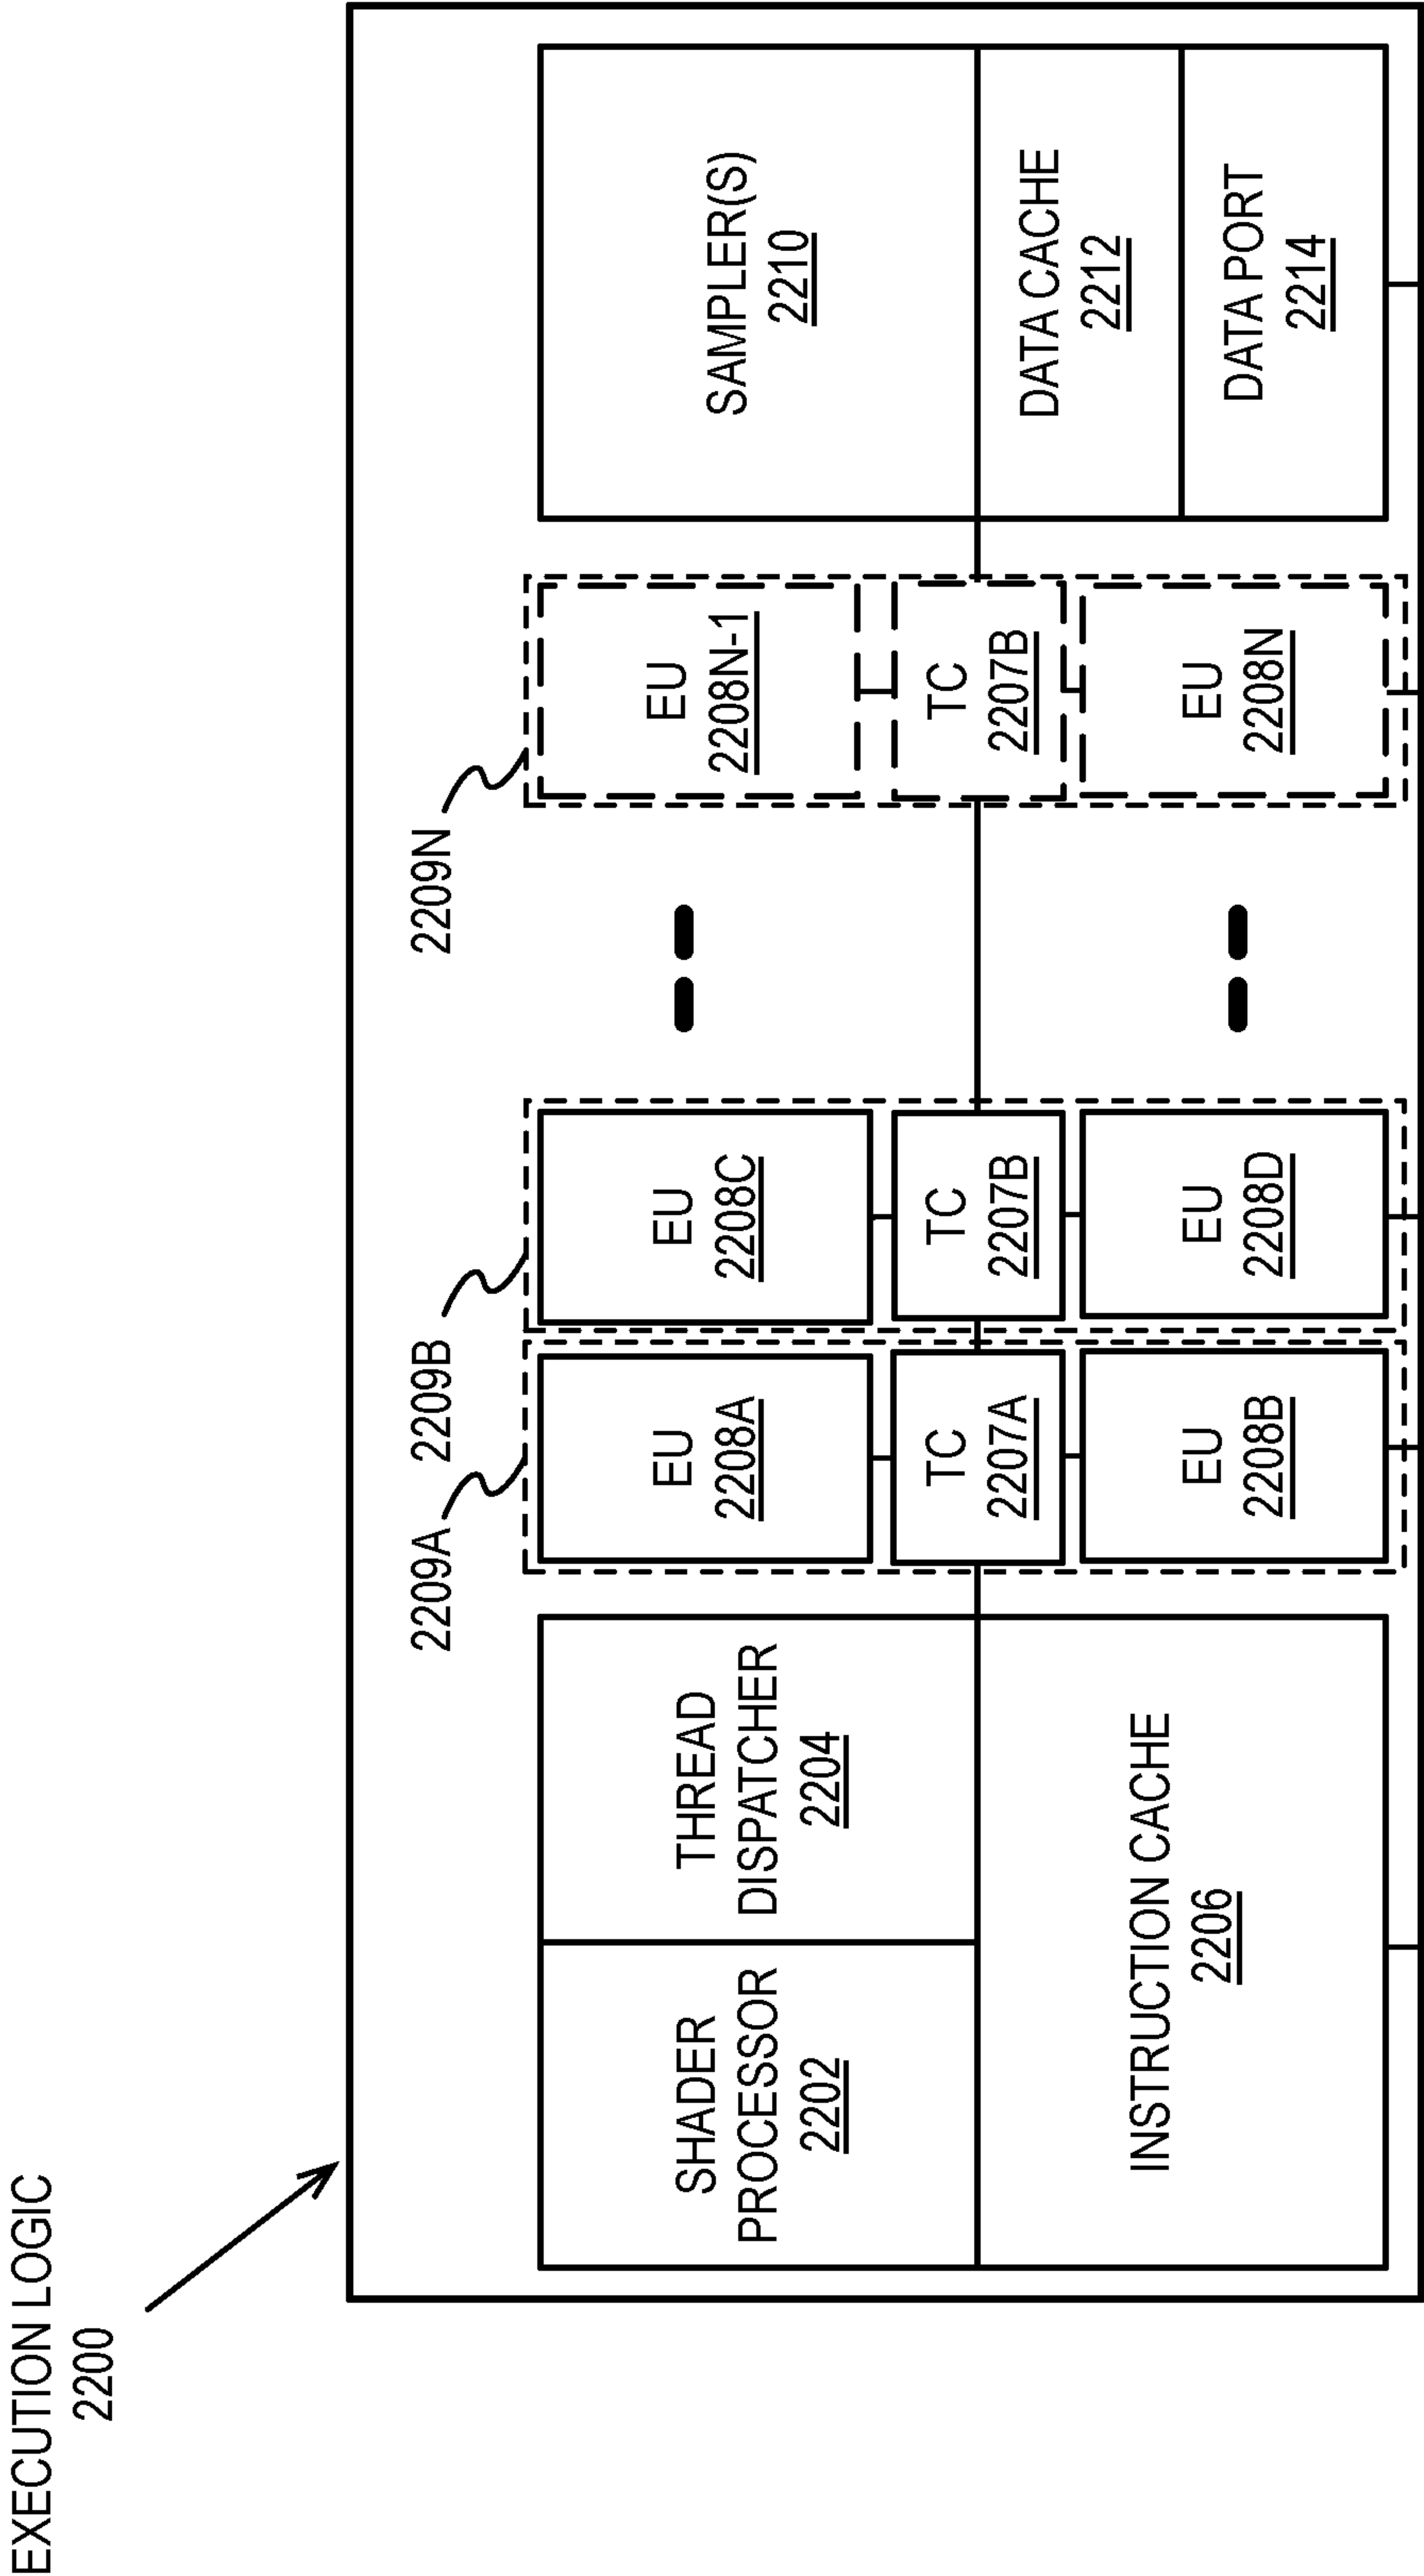 EXECUTION LOGIC
2200
2209A
2209B
2209N
SHADER
PROCESSOR
2202
THREAD
DISPATCHER
2204
INSTRUCTION CACHE
2206
EU
2208A
TC
2207A
EU
2208B
EU
2208C
TC
2207B
EU
2208D
EU
2208N-1
TC
2207B
EU
2208N
SAMPLER(S)
2210
DATA CACHE
2212
DATA PORT
2214